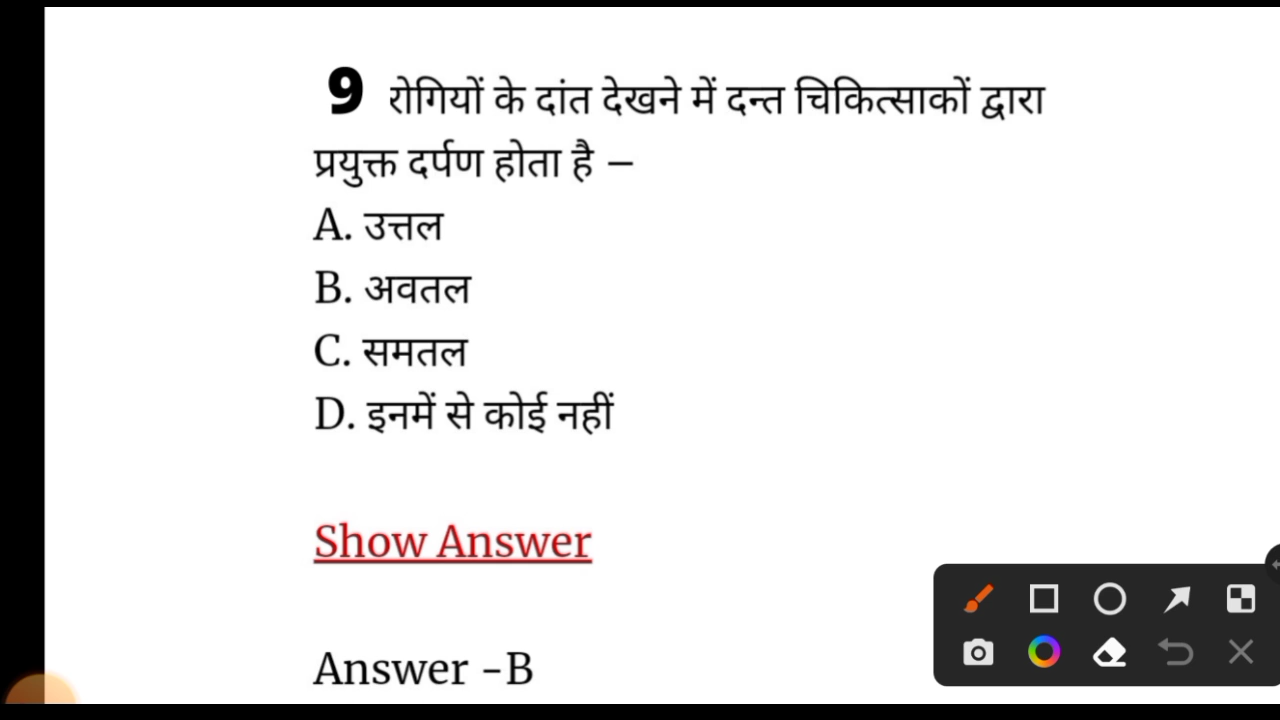 9 रोगियों के दांत देखने में दन्त चिकित्साकों द्वारा
प्रयुक्त दर्पण होता है –
A. उत्तल
B. अवतल
C. समतल
D. इनमें से कोई नहीं
Show Answer
Answer -B